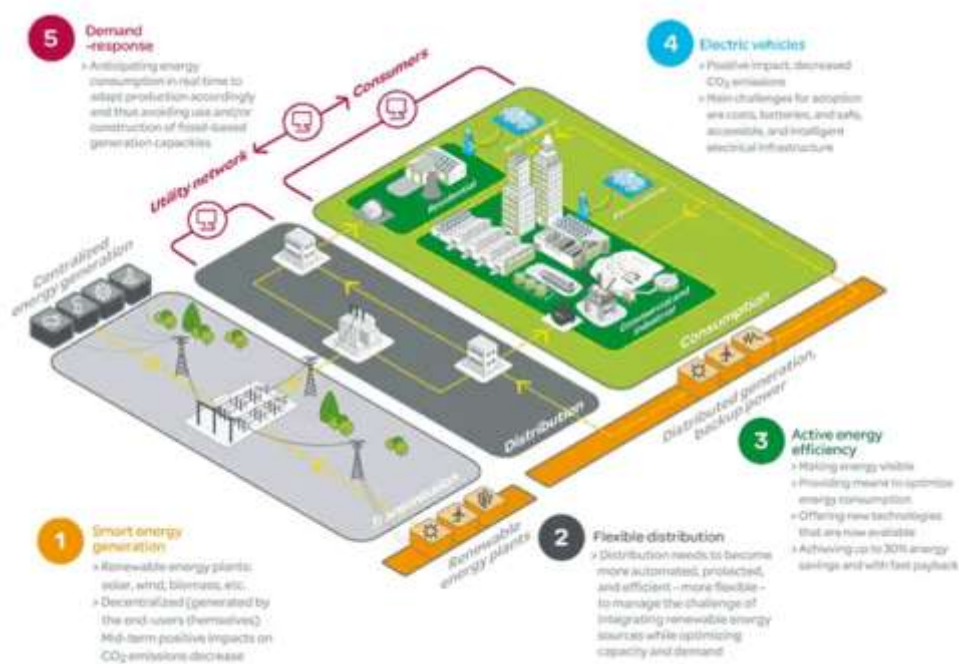 5
Demand
-response
» Anticipating energy
consumption in real time to
adapt production accordingly
and thus avoiding use and/or
construction of fossil-based
generation capacities
4
Electric vehicles
» Positive impact, decreased
CO2 emissions
» Main challenges for adoption
are costs, batteries, and safe,
accessible, and intelligent
electrical infrastructure
Consumers
Utility network
Centralized
energy generation
Residential
Commercial and
industrial
Consumption
Distribution
Distributed generation,
backup power
Renewable
energy plants
3
Active energy
efficiency
» Making energy visible
» Providing means to optimize
energy consumption
» Offering new technologies
that are now available
» Achieving up to 30% energy
savings and with fast payback
1
Smart energy
generation
» Renewable energy plants:
solar, wind, biomass, etc.
» Decentralized (generated by
the end-users themselves)
Mid-term positive impacts on
CO2 emissions decrease
2
Flexible distribution
» Distribution needs to become
more automated, protected,
and efficient – more flexible –
to manage the challenge of
integrating renewable energy
sources while optimizing
capacity and demand